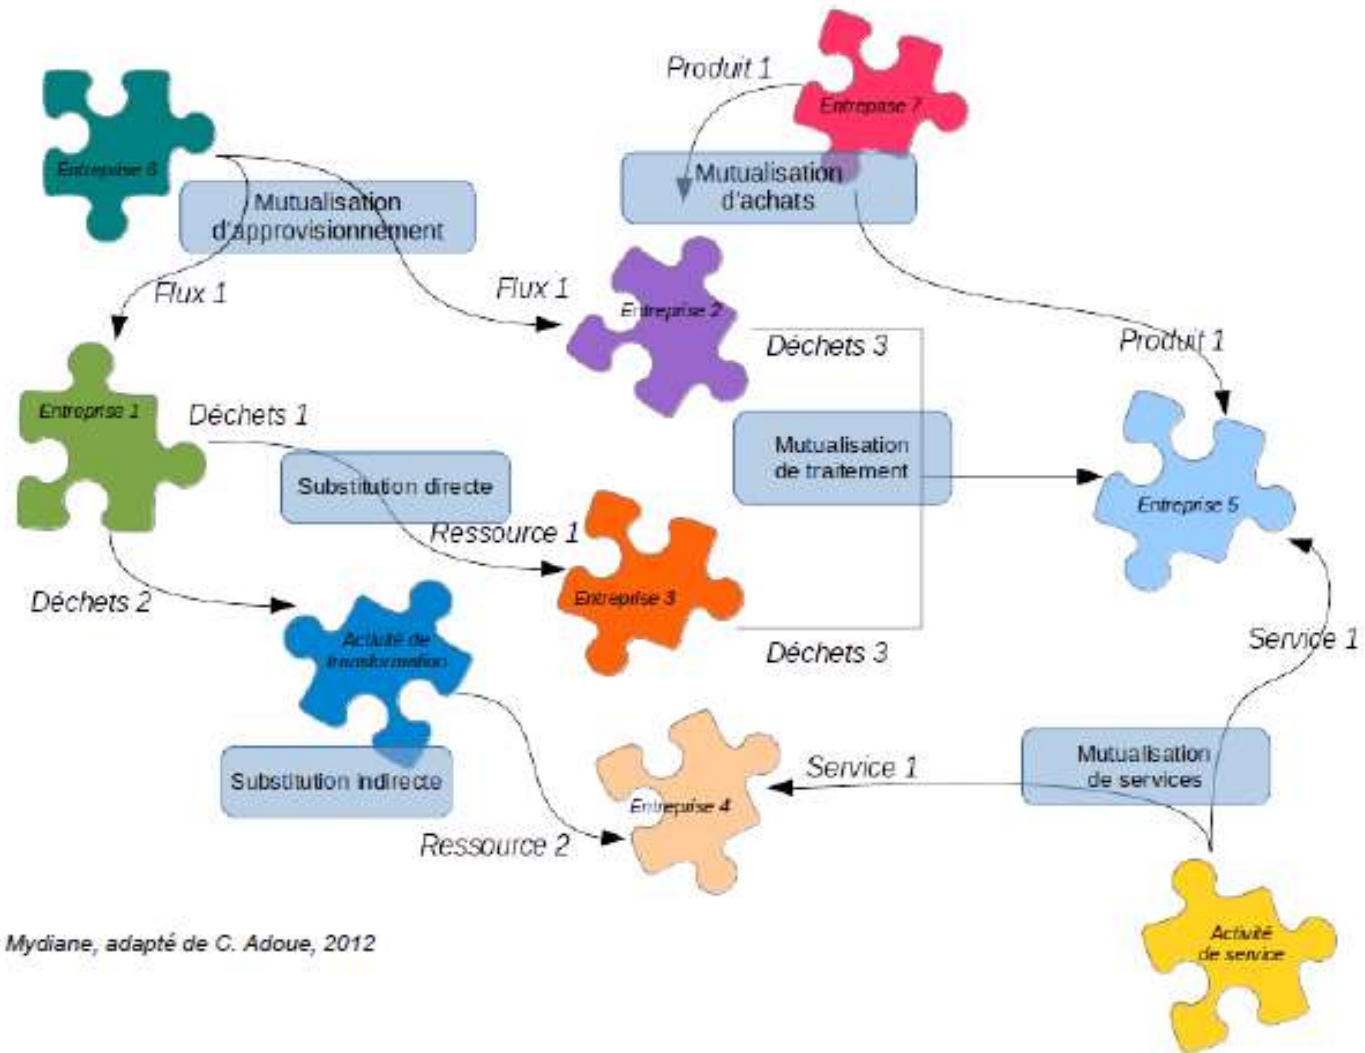 Produit 1
Entreprise 7
Entreprise 6
Mutualisation
d'achats
Mutualisation
d'approvisionnement
Flux 1
Flux 1
Entreprise 2
Déchets 3
Produit 1
Entreprise 1
Déchets 1
Mutualisation
de traitement
Substitution directe
Entreprise 5
Ressource 1
Déchets 2
Entreprise 3
Activité de
transformation
Déchets 3
Service 1
Substitution indirecte
Service 1
Mutualisation
de services
Entreprise 4
Ressource 2
Mydiane, adapté de C. Adoue, 2012
Activité
de service